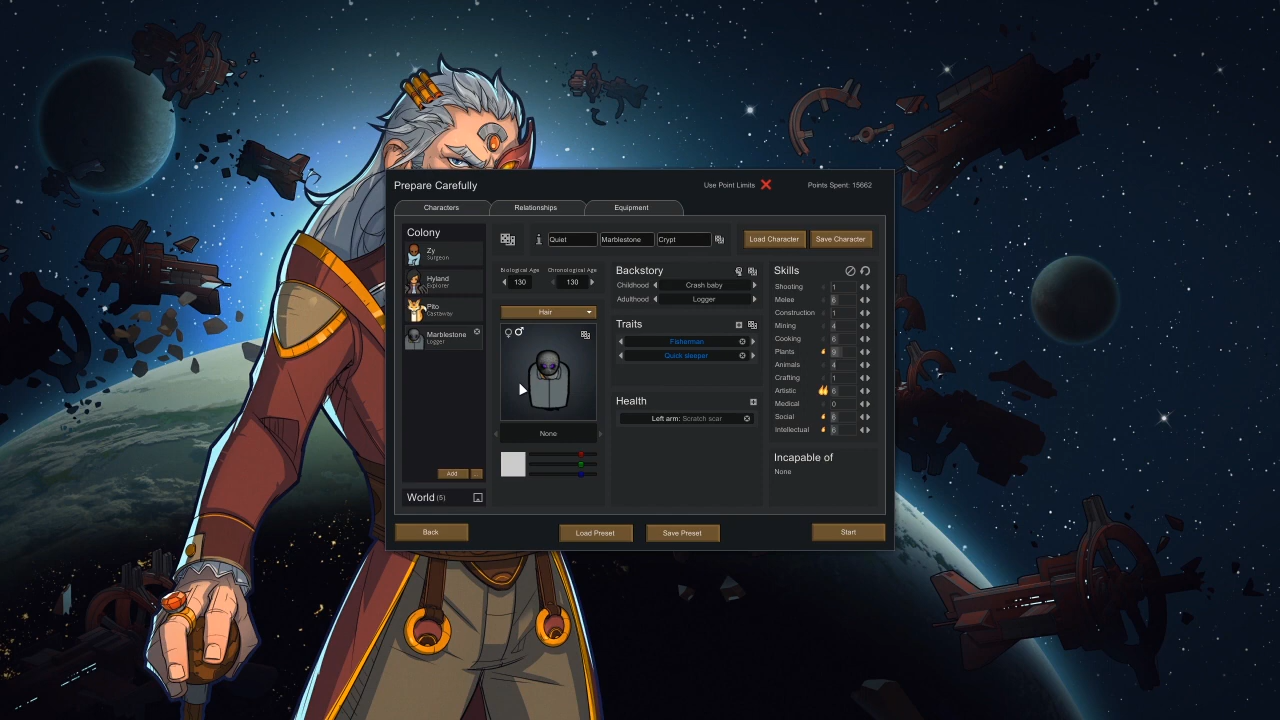 Prepare Carefully
Use Point Limits
Points Spent: 15662
Characters
Relationships
Equipment
Colony
Zy
Surgeon
Hyland
Explorer
Pito
Castaway
Marblestone
Logger
Add
...
World (5)
Quiet
Marblestone
Crypt
Load Character
Save Character
Biological Age
Chronological Age
130
130
Hair
None
Backstory
Childhood
Crash baby
Adulthood
Logger
Traits
Fisherman
Quick sleeper
Health
Left arm: Scratch scar
Skills
Shooting 1
Melee 6
Construction 1
Mining 4
Cooking 6
Plants 9
Animals 4
Crafting 1
Artistic 6
Medical 0
Social 6
Intellectual 6
Incapable of
None
Back
Load Preset
Save Preset
Start